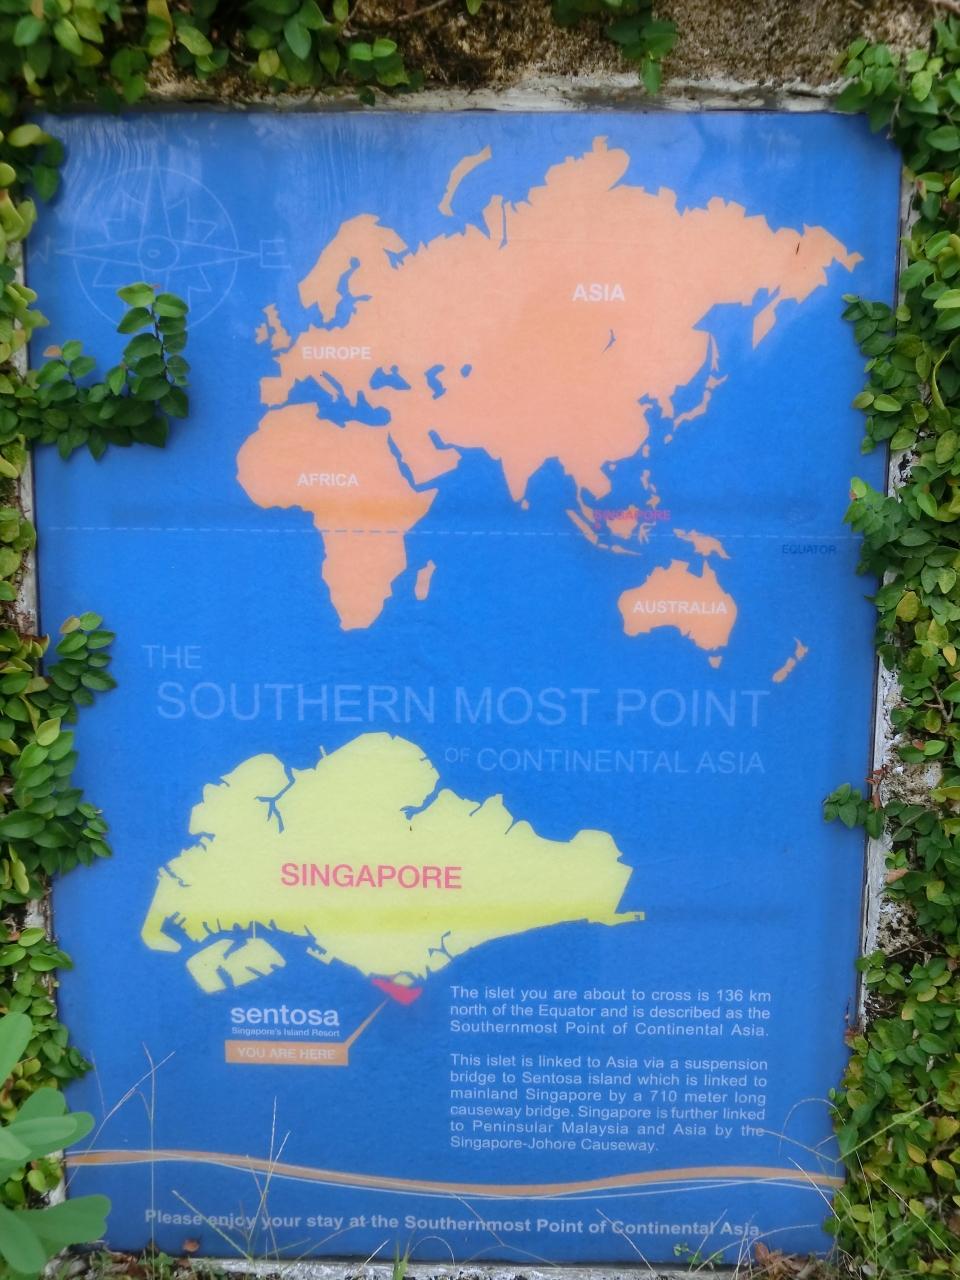 E
ASIA
EUROPE
AFRICA
SINGAPORE
EQUATOR
AUSTRALIA
THE
SOUTHERN MOST POINT
OF CONTINENTAL ASIA
SINGAPORE
sentosa
Singapore's Island Resort
YOU ARE HERE
The islet you are about to cross is 136 km
north of the Equator and is described as the
Southernmost Point of Continental Asia.
This islet is linked to Asia via a suspension
bridge to Sentosa island which is linked to
mainland Singapore by a 710 meter long
causeway bridge. Singapore is further linked
to Peninsular Malaysia and Asia by the
Singapore-Johore Causeway.
Please enjoy your stay at the Southernmost Point of Continental Asia.